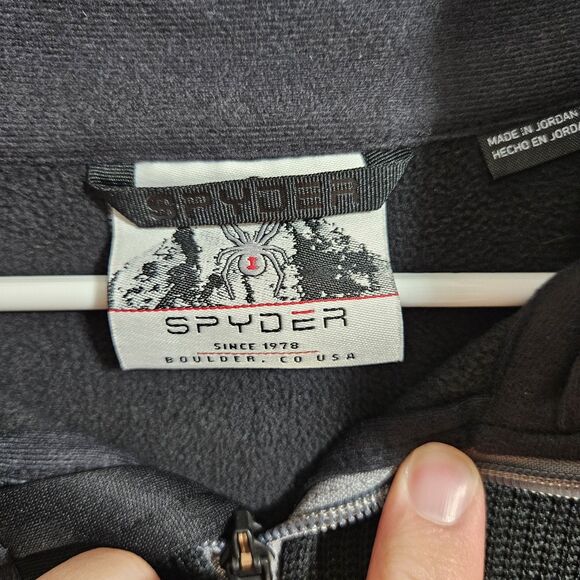 SPYDER
SPYDER
SINCE 1978
BOULDER, CO USA
MADE IN JORDAN
HECHO EN JORDA